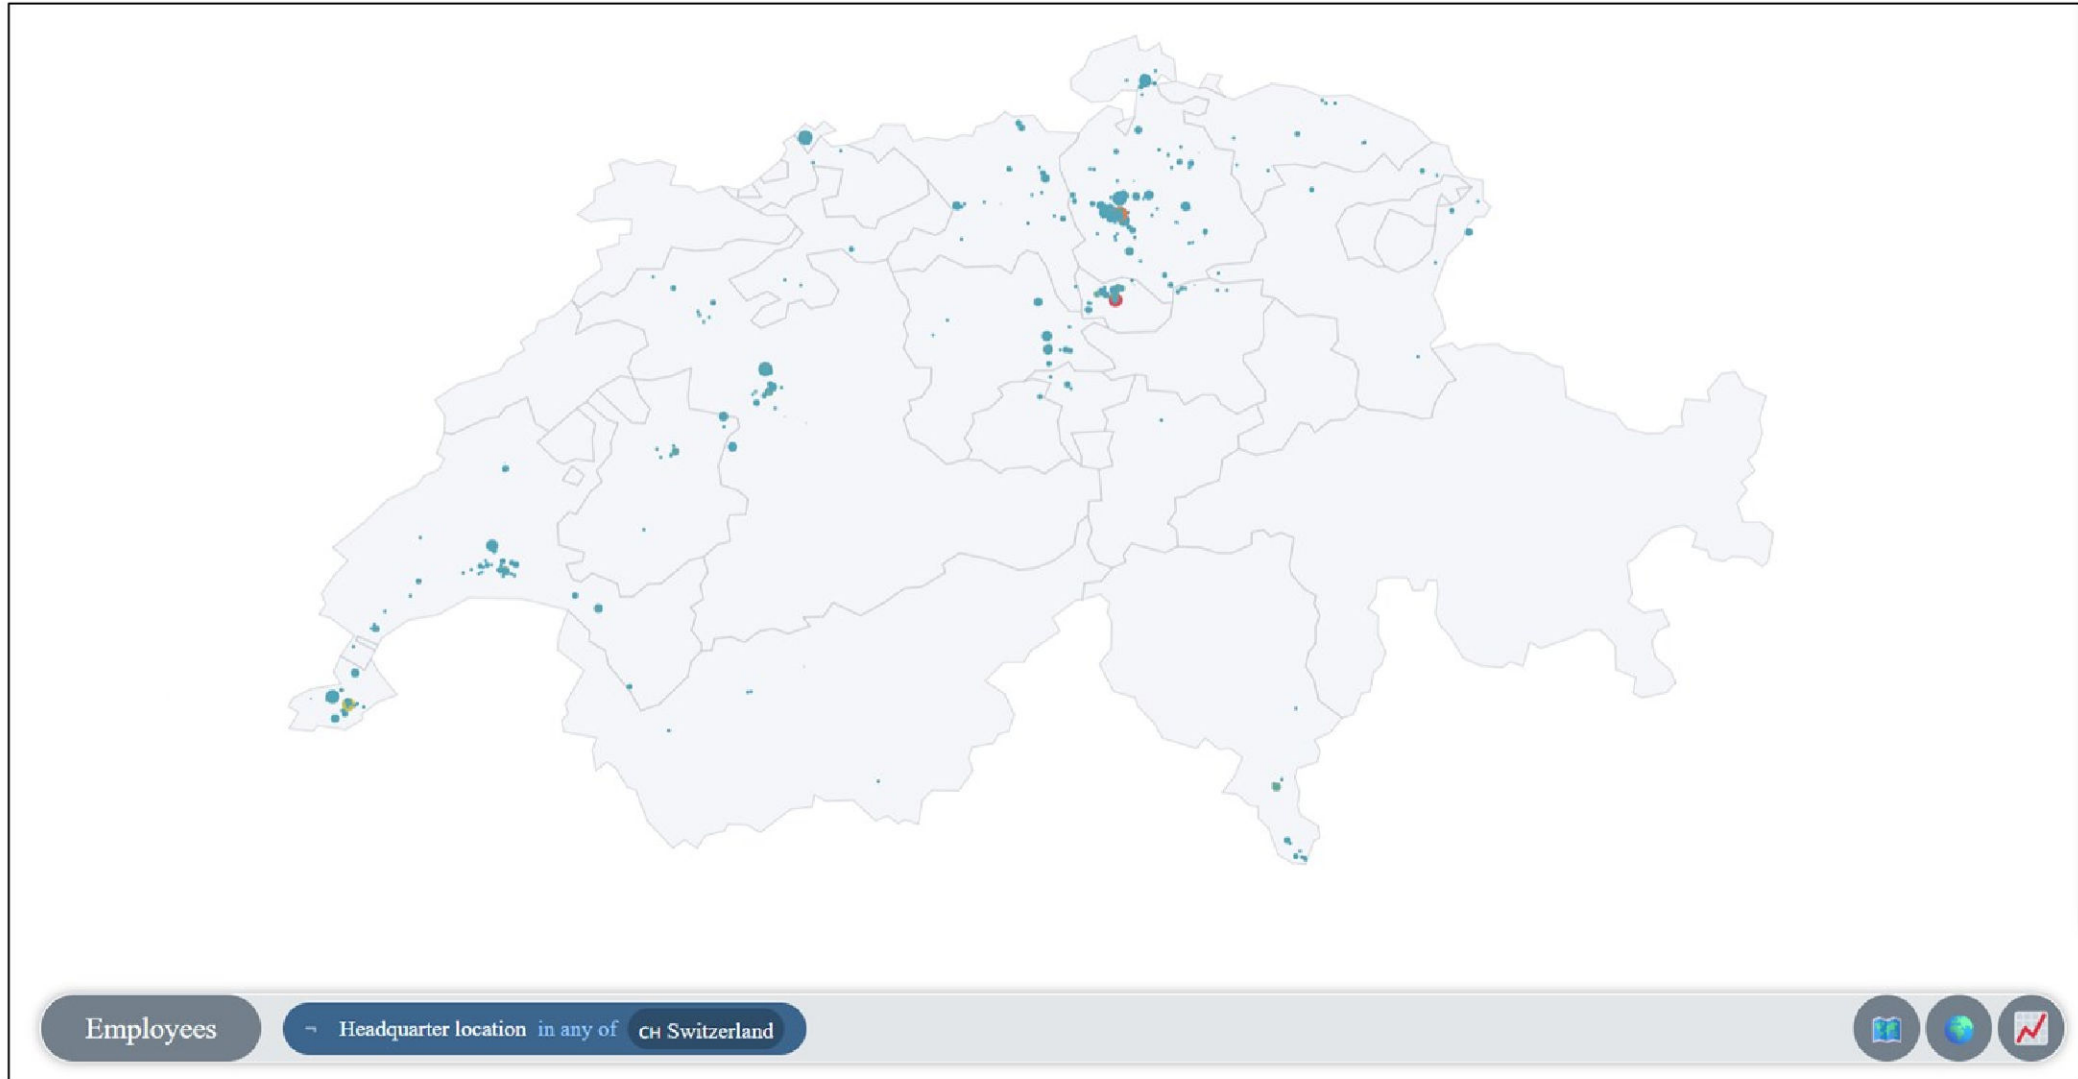 Employees
¬ Headquarter location in any of CH Switzerland